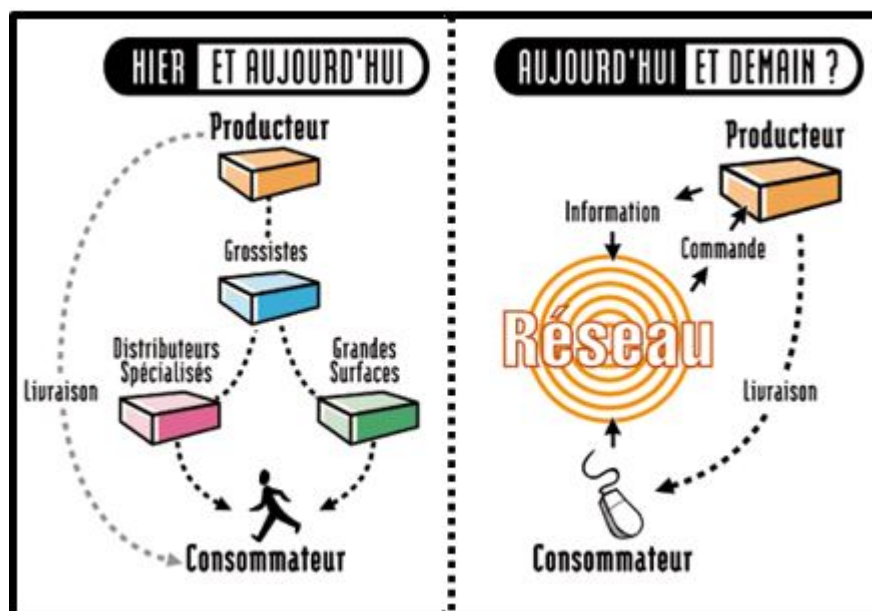 HIER ET AUJOURD'HUI
Producteur
Grossistes
Distributeurs
Spécialisés
Grandes
Surfaces
Livraison
Consommateur
AUJOURD'HUI ET DEMAIN ?
Producteur
Information
Commande
Réseau
Livraison
Consommateur